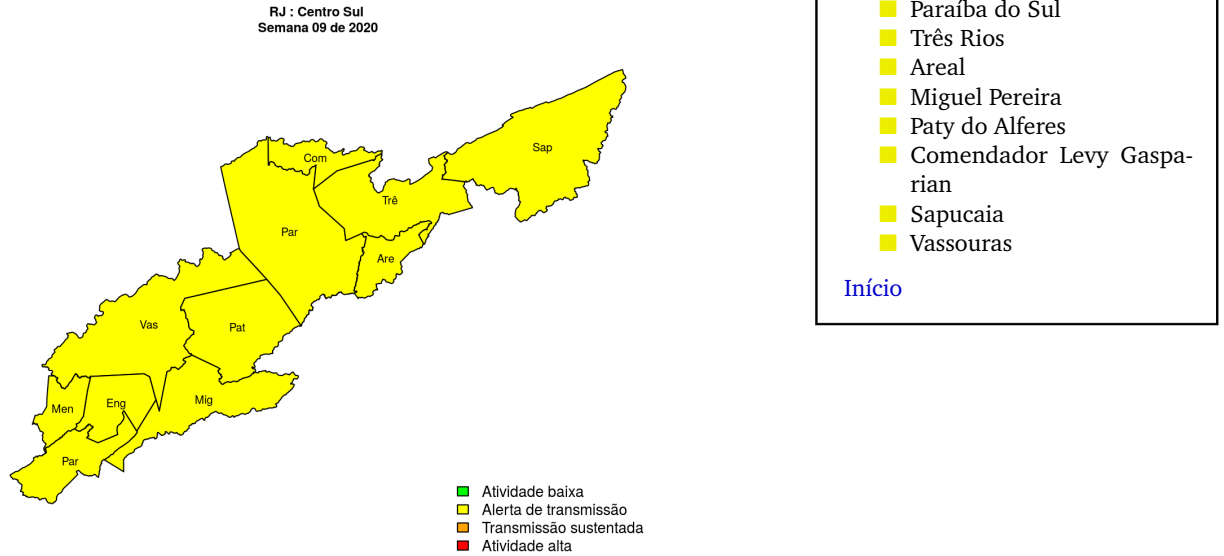 RJ : Centro Sul
Semana 09 de 2020
Sap
Com
Trê
Par
Are
Vas
Pat
Men
Eng
Mig
Par
Atividade baixa
Alerta de transmissão
Transmissão sustentada
Atividade alta
Paraíba do Sul
Três Rios
Areal
Miguel Pereira
Paty do Alferes
Comendador Levy Gaspa-
rian
Sapucaia
Vassouras
Início